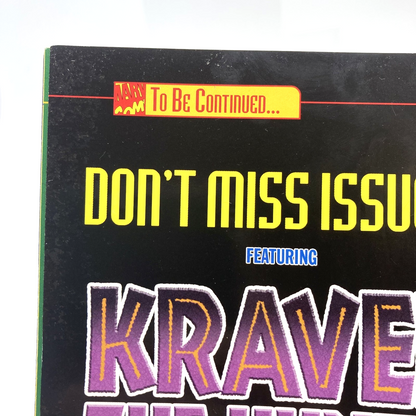 To Be Continued...
DON'T MISS ISSU
FEATURING
KRAVE